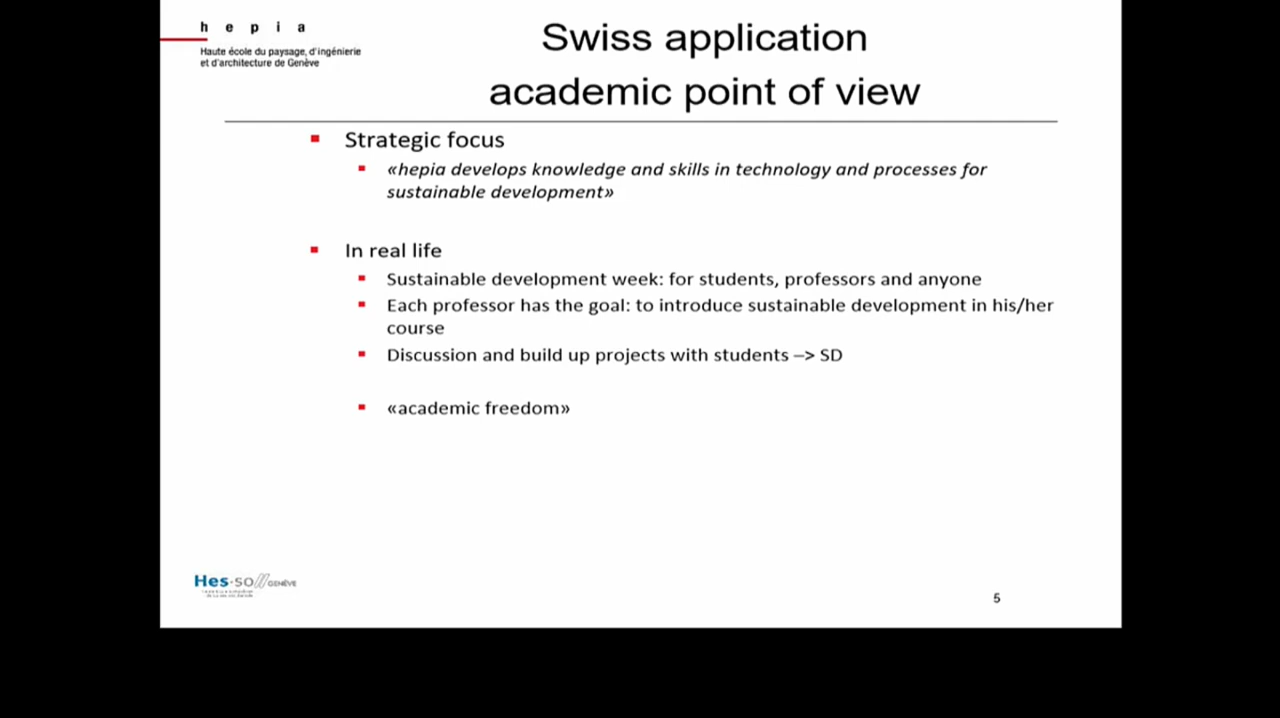 h e p i a
Haute école du paysage, d'ingénierie
et d'architecture de Genève
Swiss application
academic point of view
Strategic focus
«hepia develops knowledge and skills in technology and processes for
sustainable development»
In real life
Sustainable development week: for students, professors and anyone
Each professor has the goal: to introduce sustainable development in his/her
course
Discussion and build up projects with students –> SD
«academic freedom»
Hes·so// GENÈVE
5